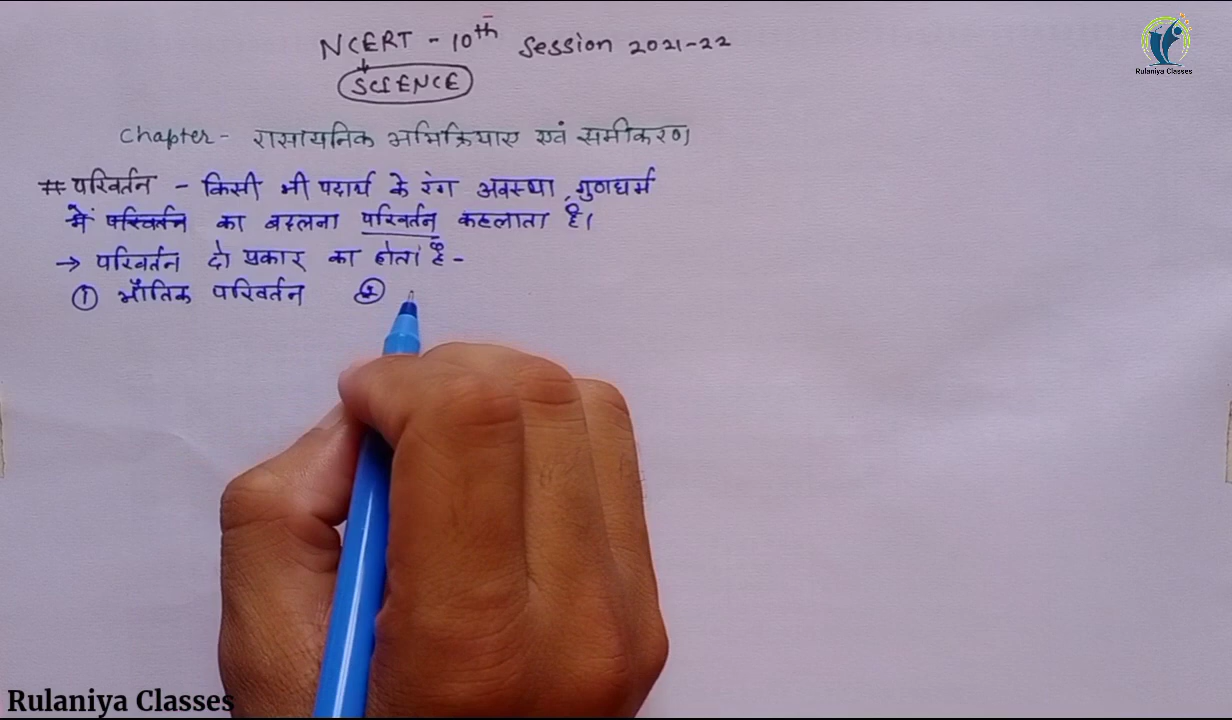 NCERT - 10th Session 2021-22
SCIENCE
Rulaniya Classes
Chapter- रासायनिक अभिक्रियाए एवं समीकरण
# परिवर्तन - किसी भी पदार्थ के रंग अवस्था, गुणधर्म
में परिवर्तन का बदलना परिवर्तन कहलाता है।
→ परिवर्तन दो प्रकार का होता है -
① भौतिक परिवर्तन ②
Rulaniya Classes